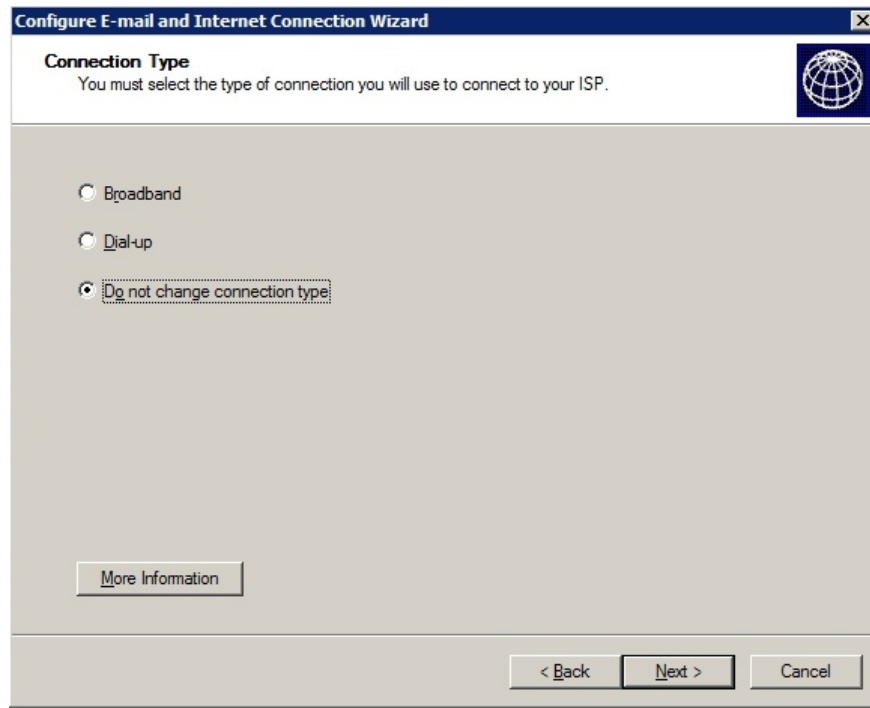 Configure E-mail and Internet Connection Wizard
Connection Type
You must select the type of connection you will use to connect to your ISP.
Broadband
Dial-up
Do not change connection type
More Information
< Back Next > Cancel